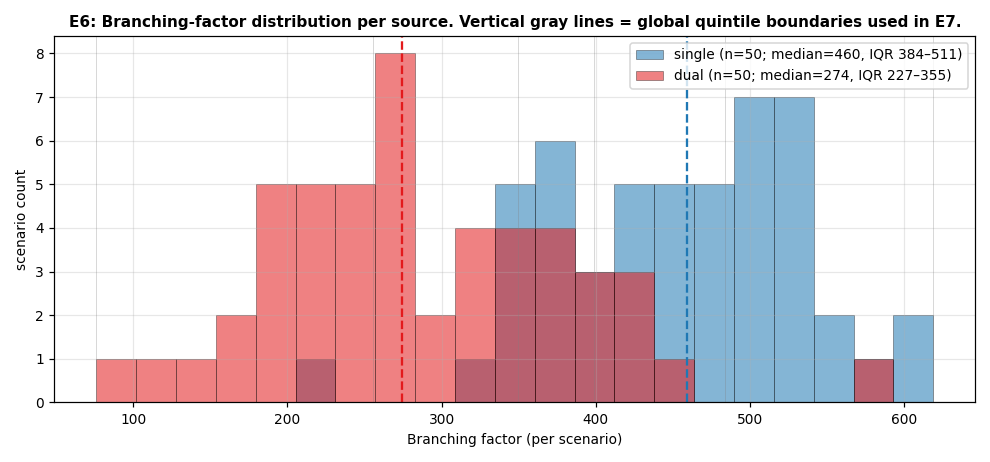 E6: Branching-factor distribution per source. Vertical gray lines = global quintile boundaries used in E7.
single (n=50; median=460, IQR 384–511)
dual (n=50; median=274, IQR 227–355)
scenario count
8
7
6
5
4
3
2
1
0
100 200 300 400 500 600
Branching factor (per scenario)